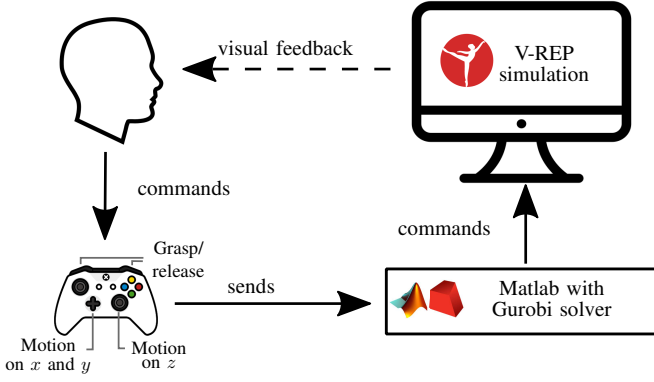 visual feedback
V-REP
simulation
commands
commands
Grasp/
release
sends
Matlab with
Gurobi solver
Motion
on x and y
Motion
on z